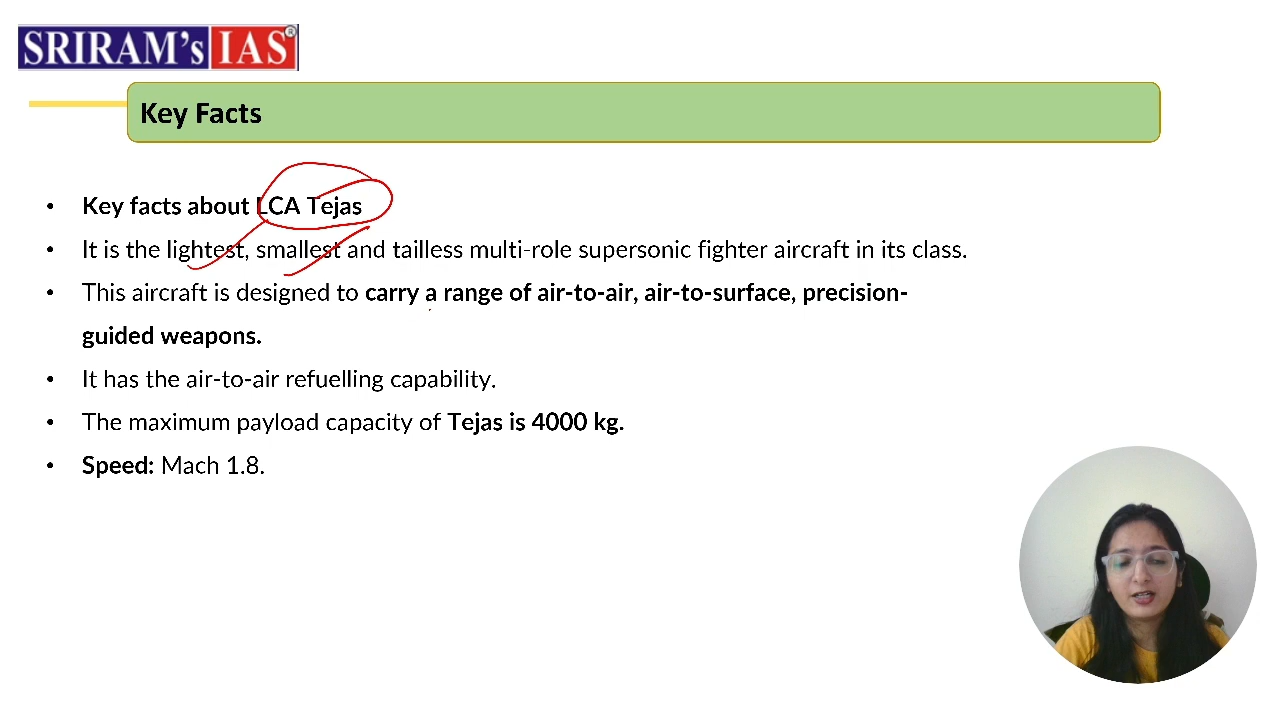 SRIRAM's IAS®
Key Facts
• Key facts about LCA Tejas
• It is the lightest, smallest and tailless multi-role supersonic fighter aircraft in its class.
• This aircraft is designed to carry a range of air-to-air, air-to-surface, precision-
guided weapons.
• It has the air-to-air refuelling capability.
• The maximum payload capacity of Tejas is 4000 kg.
• Speed: Mach 1.8.